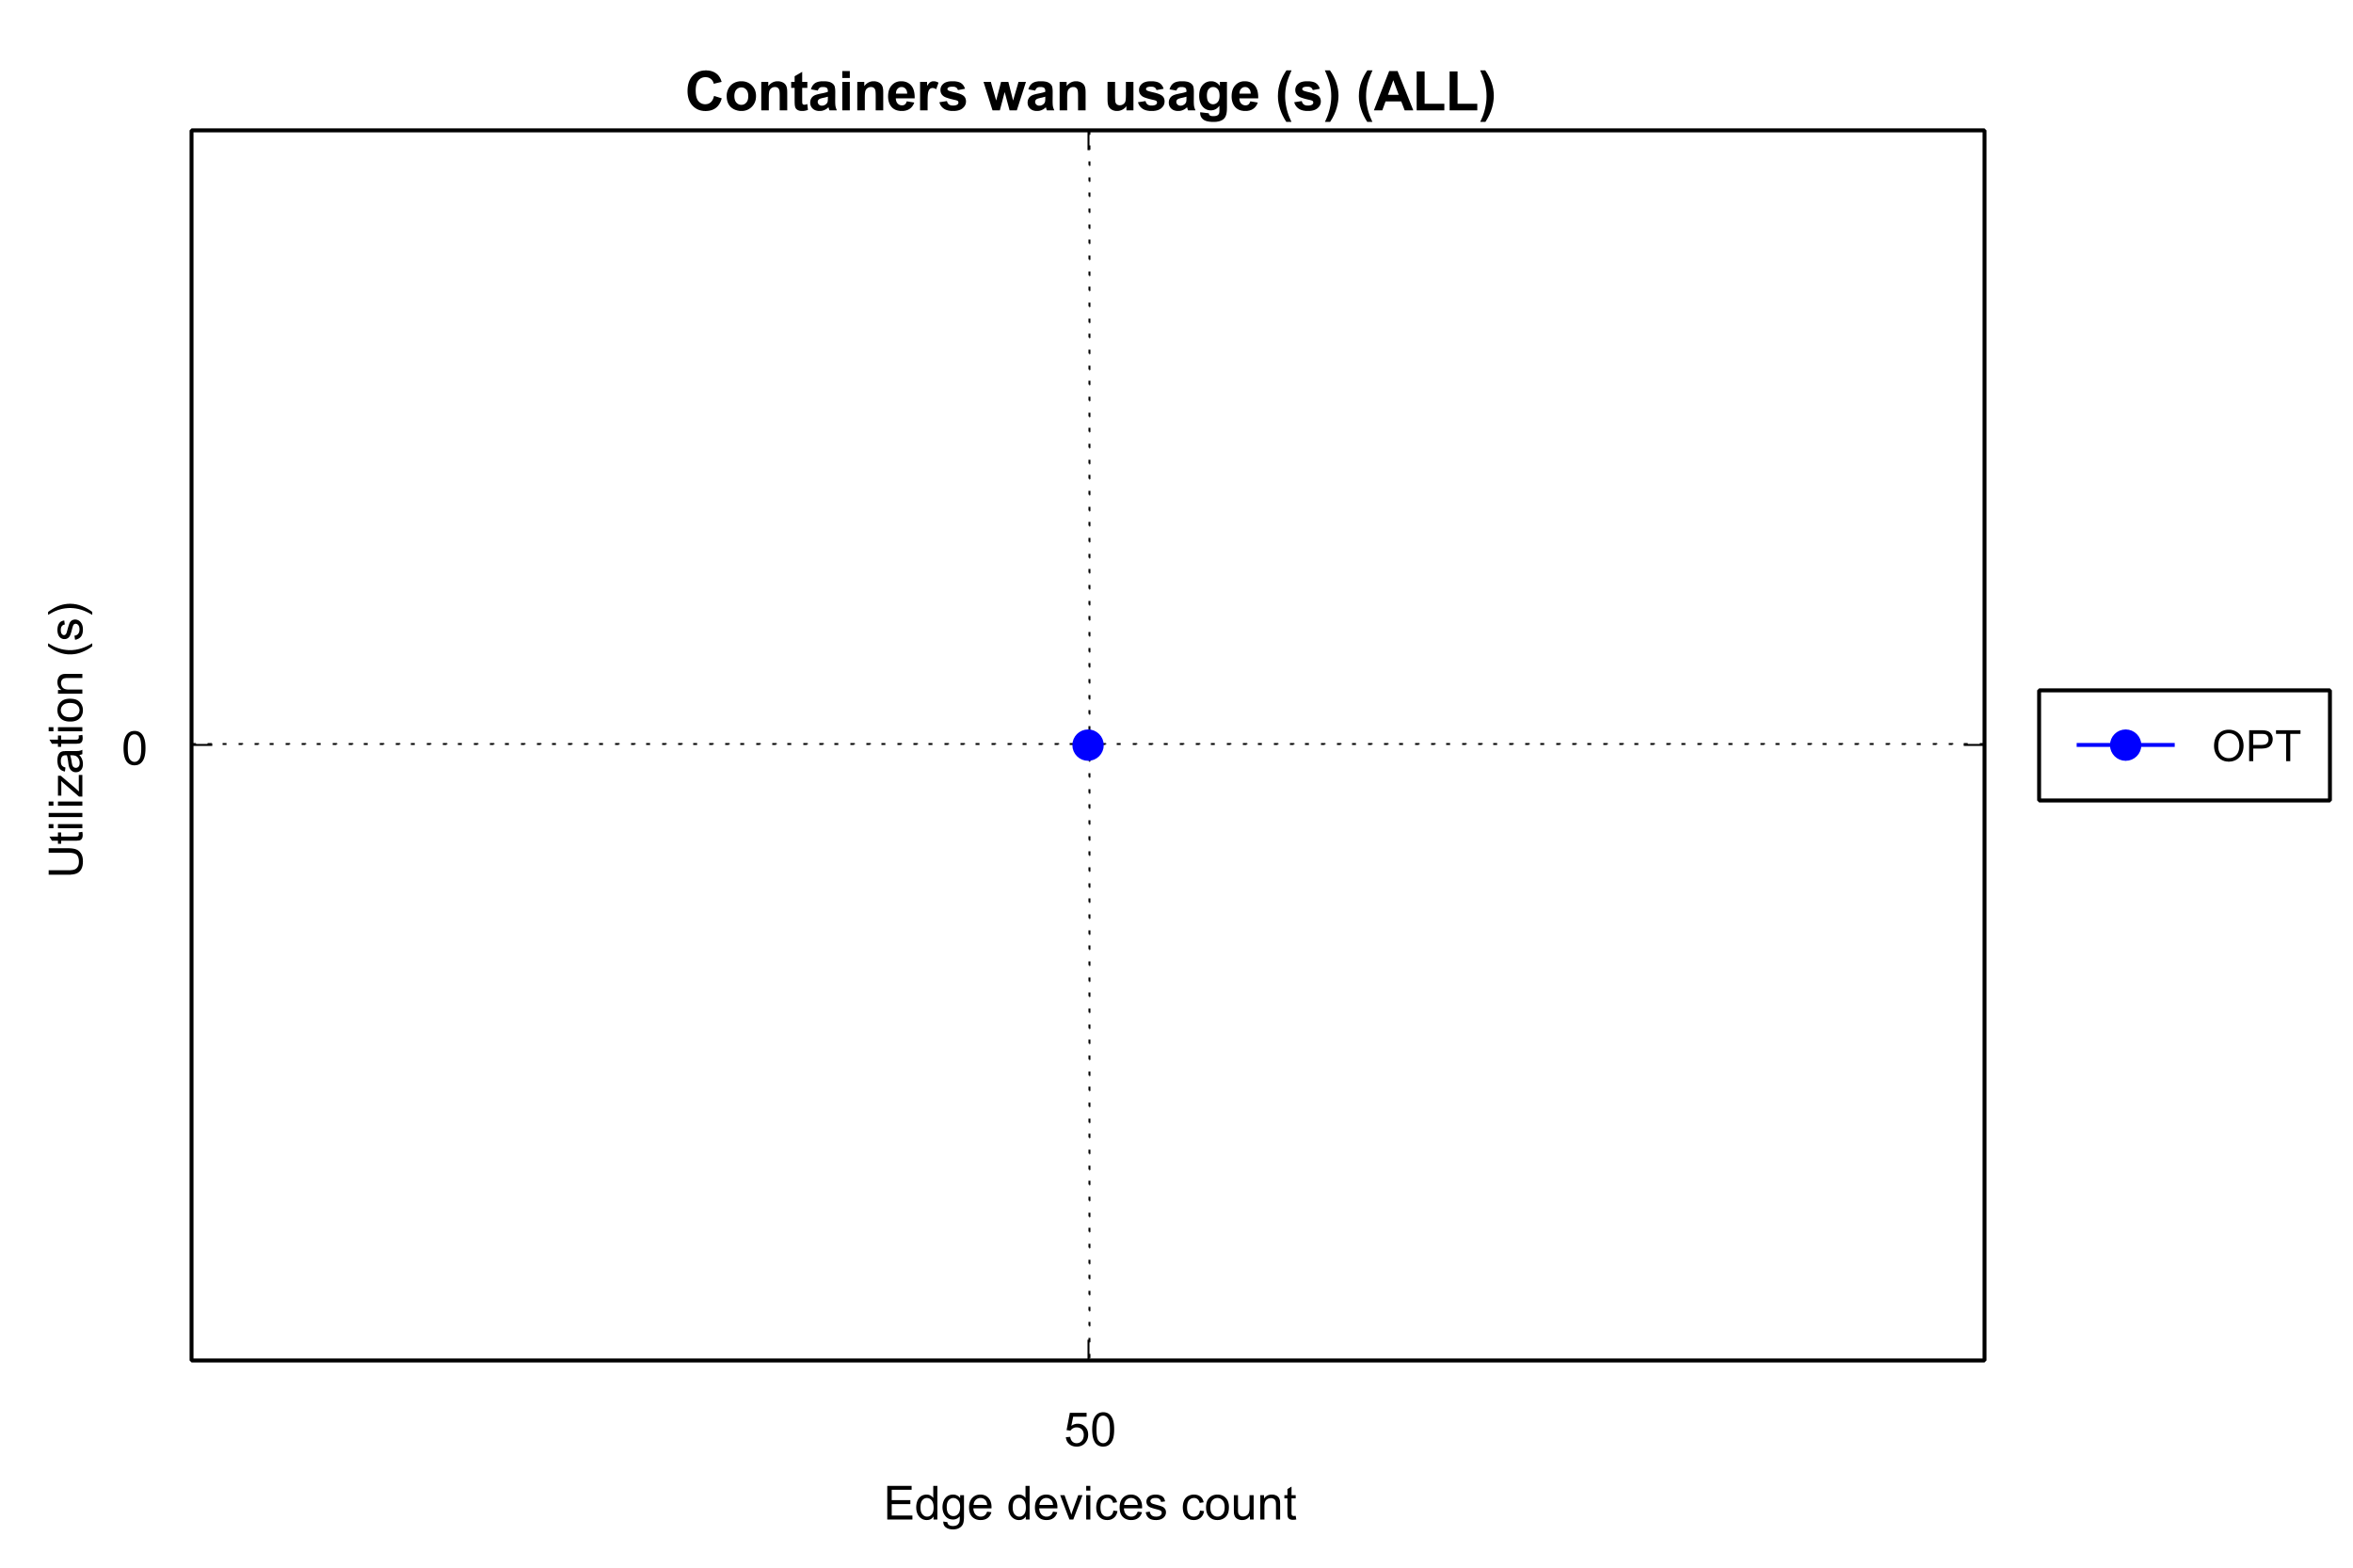 Containers wan usage (s) (ALL)
Utilization (s)
0
OPT
50
Edge devices count